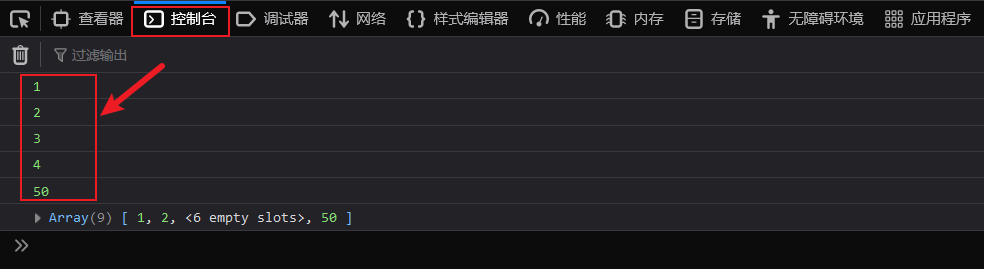 查看器 控制台 调试器 网络 样式编辑器 性能 内存 存储 无障碍环境 应用程序
过滤输出
1
2
3
4
50
Array(9) [ 1, 2, <6 empty slots>, 50 ]